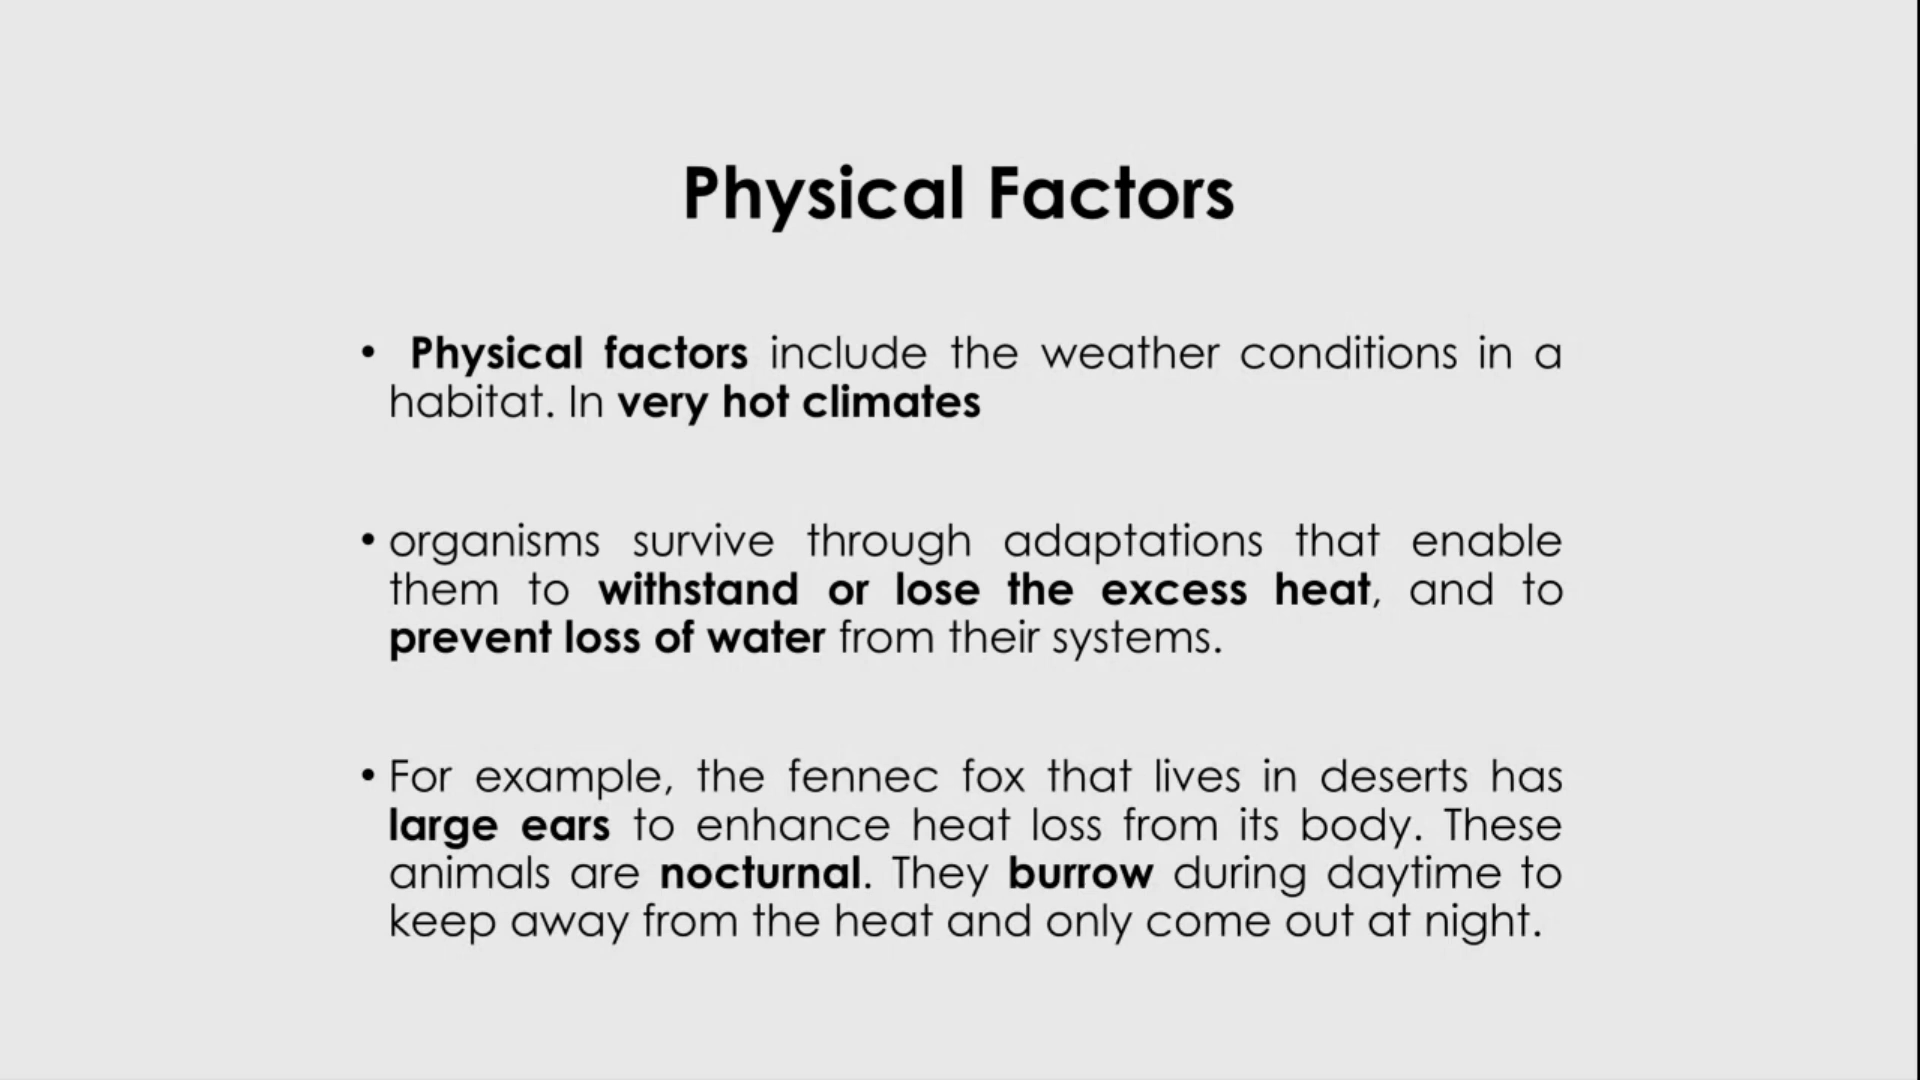 Physical Factors
• Physical factors include the weather conditions in a
habitat. In very hot climates
• organisms survive through adaptations that enable
them to withstand or lose the excess heat, and to
prevent loss of water from their systems.
• For example, the fennec fox that lives in deserts has
large ears to enhance heat loss from its body. These
animals are nocturnal. They burrow during daytime to
keep away from the heat and only come out at night.